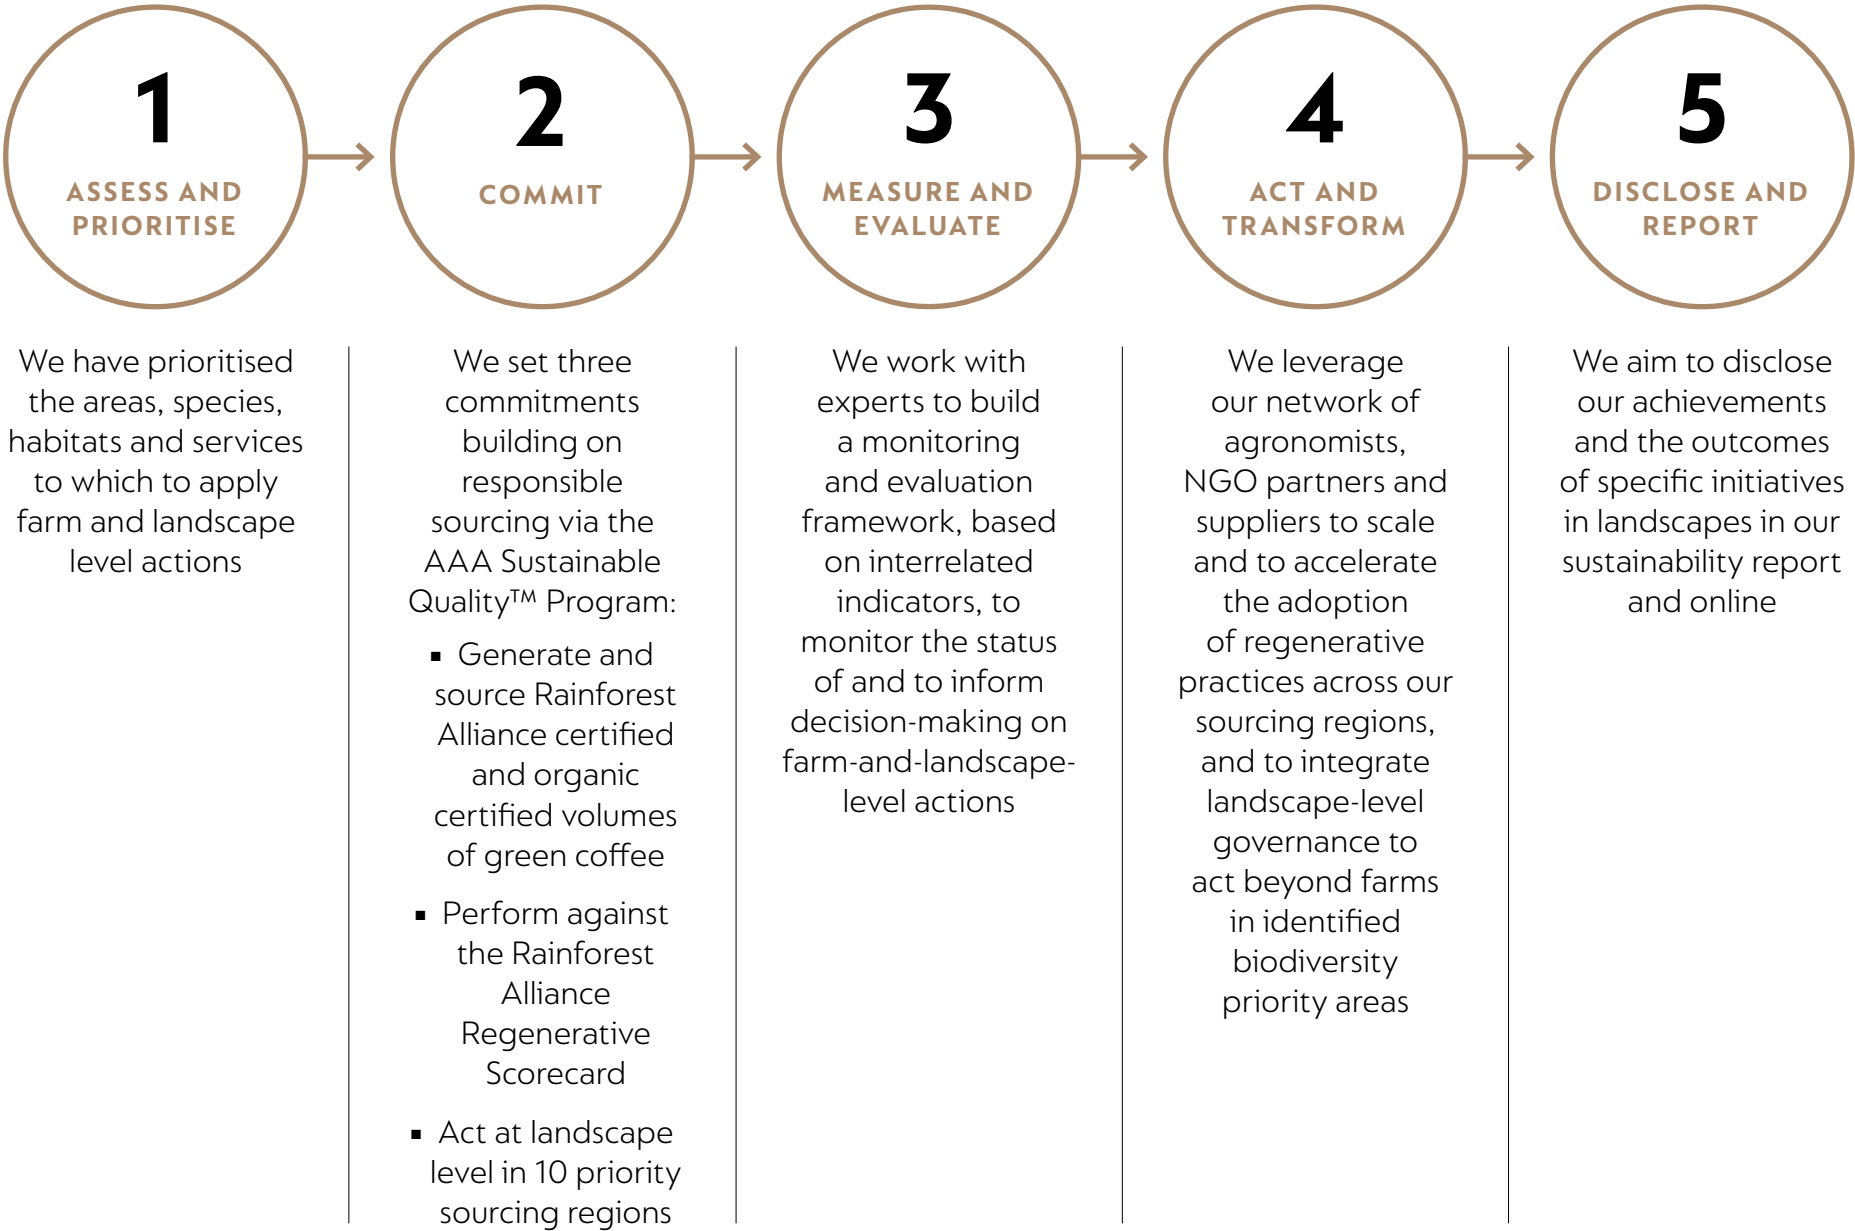 1
ASSESS AND
PRIORITISE
We have prioritised
the areas, species,
habitats and services
to which to apply
farm and landscape
level actions
2
COMMIT
We set three
commitments
building on
responsible
sourcing via the
AAA Sustainable
Quality™ Program:
▪ Generate and
source Rainforest
Alliance certified
and organic
certified volumes
of green coffee
▪ Perform against
the Rainforest
Alliance
Regenerative
Scorecard
▪ Act at landscape
level in 10 priority
sourcing regions
3
MEASURE AND
EVALUATE
We work with
experts to build
a monitoring
and evaluation
framework, based
on interrelated
indicators, to
monitor the status
of and to inform
decision-making on
farm-and-landscape-
level actions
4
ACT AND
TRANSFORM
We leverage
our network of
agronomists,
NGO partners and
suppliers to scale
and to accelerate
the adoption
of regenerative
practices across our
sourcing regions,
and to integrate
landscape-level
governance to
act beyond farms
in identified
biodiversity
priority areas
5
DISCLOSE AND
REPORT
We aim to disclose
our achievements
and the outcomes
of specific initiatives
in landscapes in our
sustainability report
and online